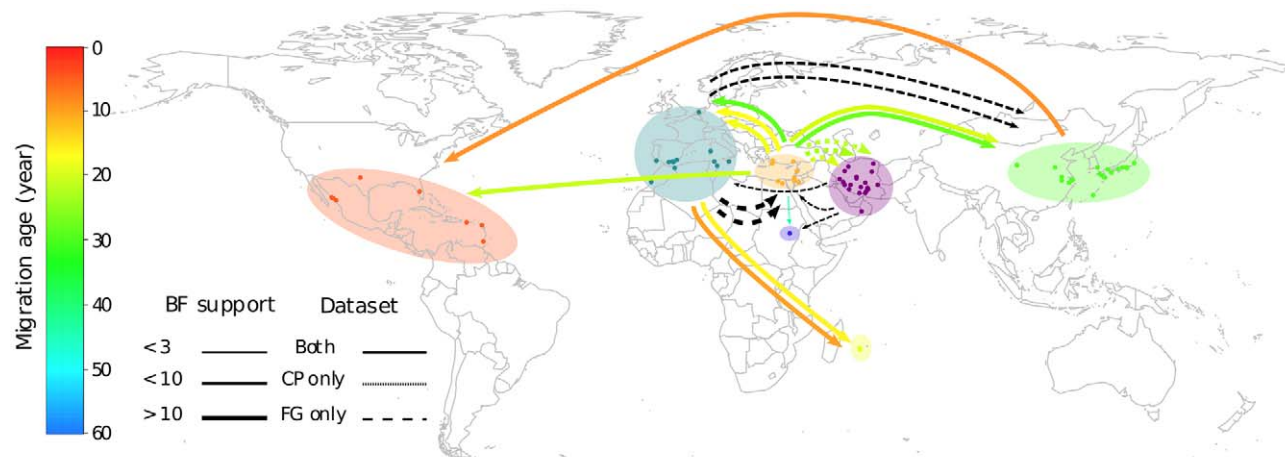 Migration age (year)
0
10
20
30
40
50
60
BF support Dataset
<3 Both
<10 CP only
>10 FG only